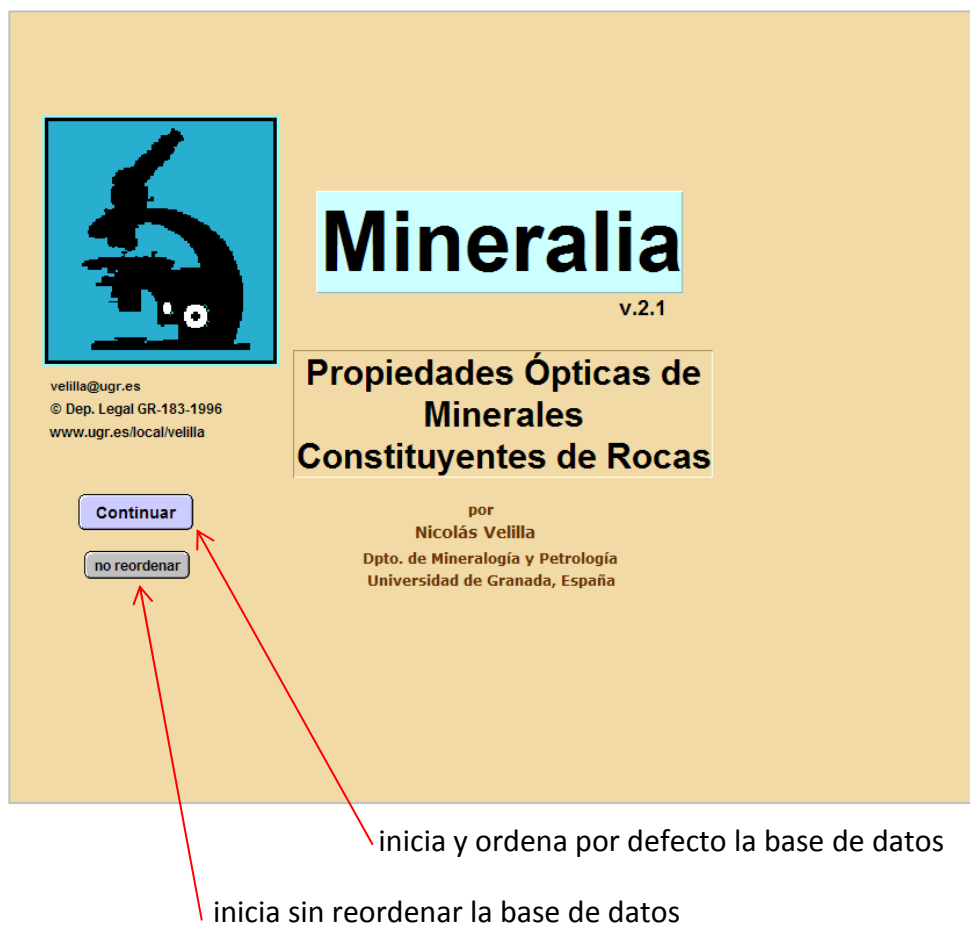 Mineralia
v.2.1
Propiedades Ópticas de
Minerales
Constituyentes de Rocas
velilla@ugr.es
© Dep. Legal GR-183-1996
www.ugr.es/local/velilla
Continuar
no reordenar
por
Nicolás Velilla
Dpto. de Mineralogía y Petrología
Universidad de Granada, España
inicia y ordena por defecto la base de datos
inicia sin reordenar la base de datos